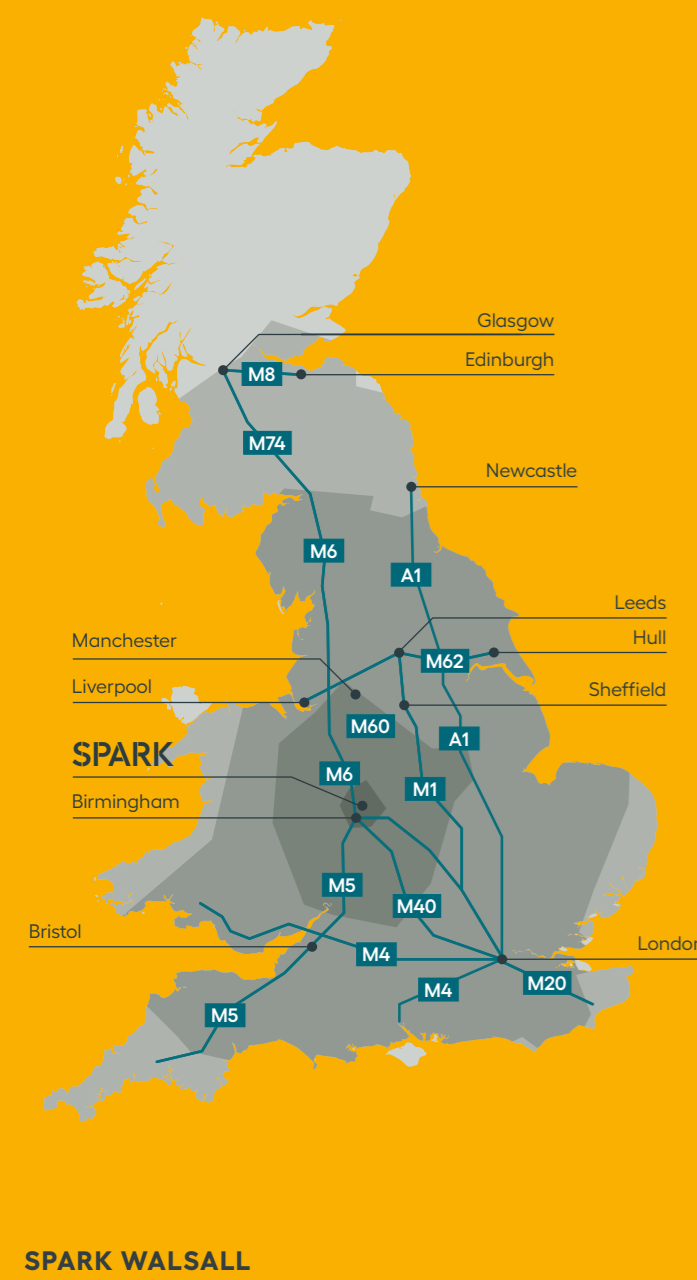 Glasgow
Edinburgh
M8
M74
Newcastle
M6
A1
Leeds
Hull
Manchester
M62
Liverpool
Sheffield
M60
A1
SPARK
M6
M1
Birmingham
M5
M40
Bristol
London
M4
M20
M4
M5
SPARK WALSALL